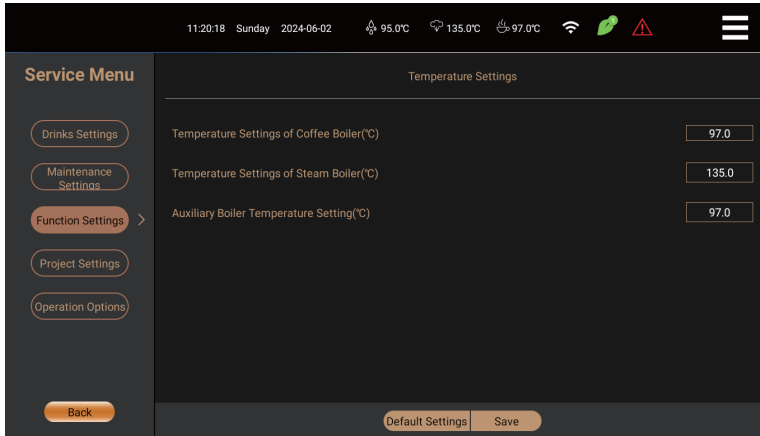 11:20:18 Sunday 2024-06-02 95.0℃ 135.0℃ 97.0℃ 1
Service Menu
Temperature Settings
Drinks Settings
Maintenance
Settings
Function Settings >
Project Settings
Operation Options
Back
Temperature Settings of Coffee Boiler(℃) 97.0
Temperature Settings of Steam Boiler(℃) 135.0
Auxiliary Boiler Temperature Setting(℃) 97.0
Default Settings Save